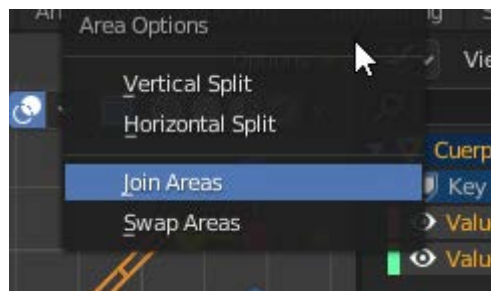 Area Options
Vie
Vertical Split
Horizontal Split
Cuerp
Join Areas
Key
Swap Areas
Valu
Valu